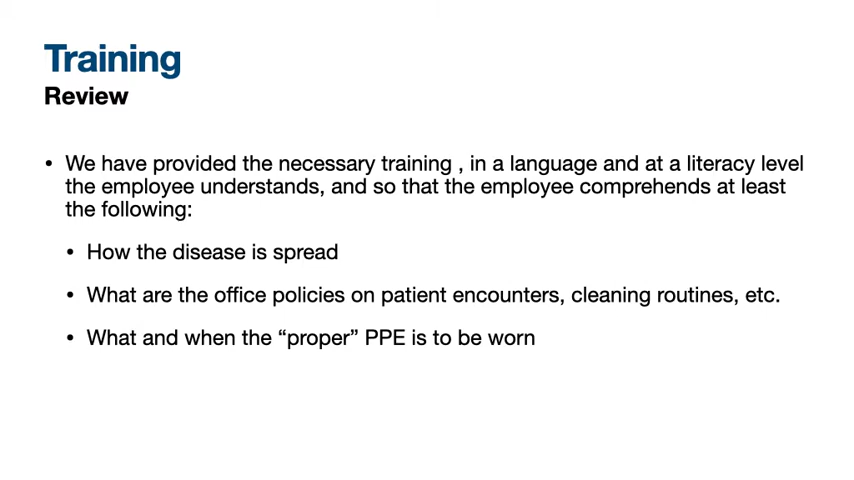 Training
Review
• We have provided the necessary training , in a language and at a literacy level
the employee understands, and so that the employee comprehends at least
the following:
• How the disease is spread
• What are the office policies on patient encounters, cleaning routines, etc.
• What and when the “proper” PPE is to be worn